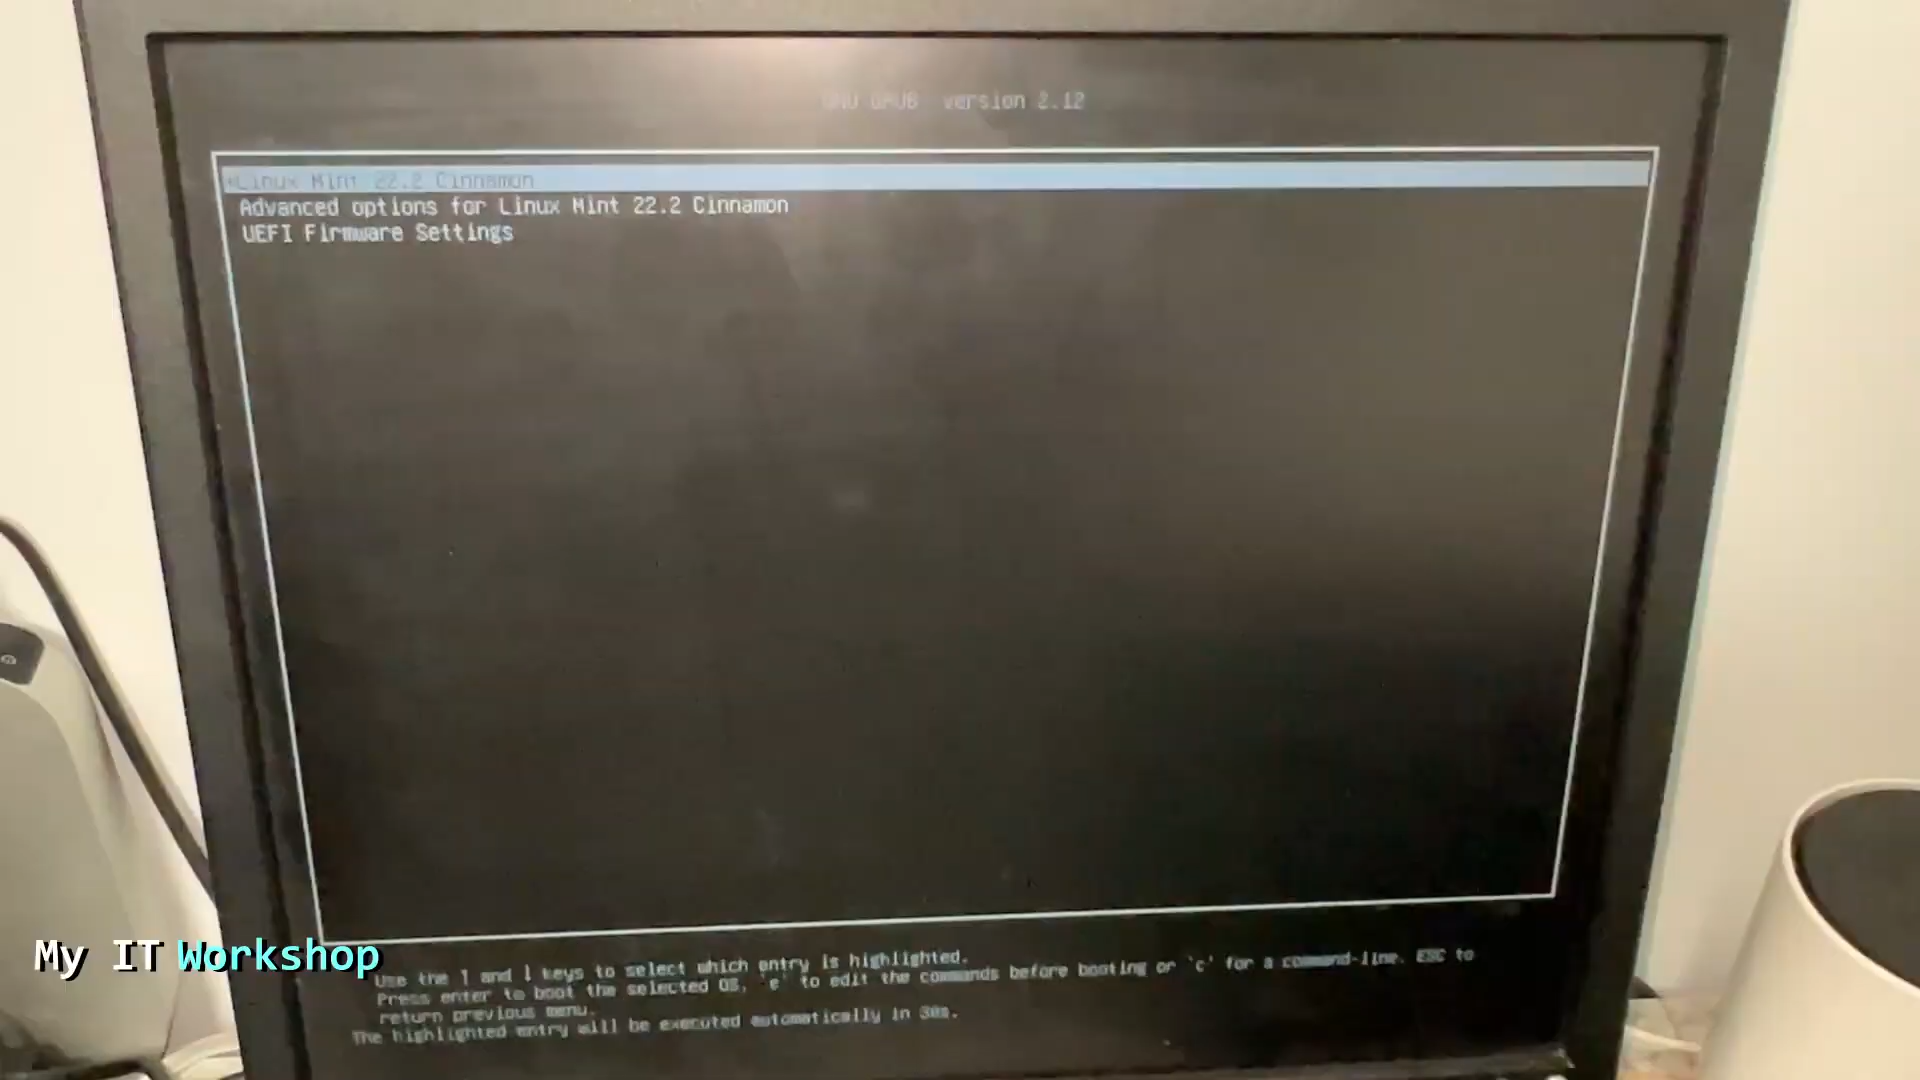 GNU GRUB version 2.12
*Linux Mint 22.2 Cinnamon
Advanced options for Linux Mint 22.2 Cinnamon
UEFI Firmware Settings
Use the ↑ and ↓ keys to select which entry is highlighted.
Press enter to boot the selected OS, `e' to edit the commands before booting or `c' for a command-line. ESC to
return previous menu.
The highlighted entry will be executed automatically in 30s.
My IT Workshop